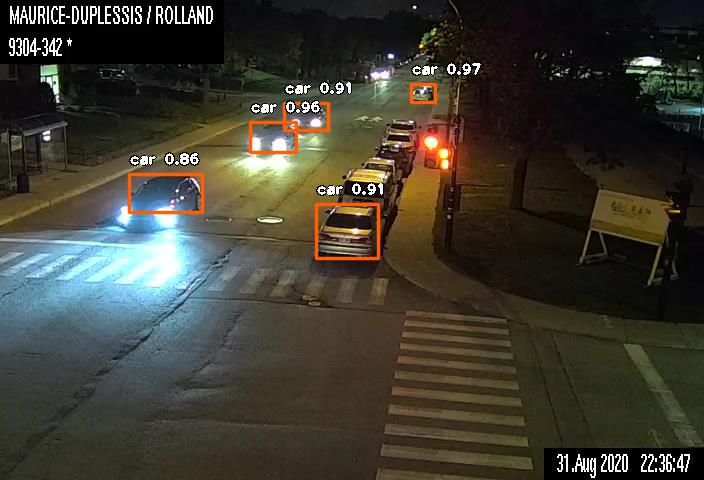 MAURICE-DUPLESSIS / ROLLAND
9304-342 *
car 0.97
car 0.91
car 0.96
car 0.86
car 0.91
31.Aug 2020 22:36:47